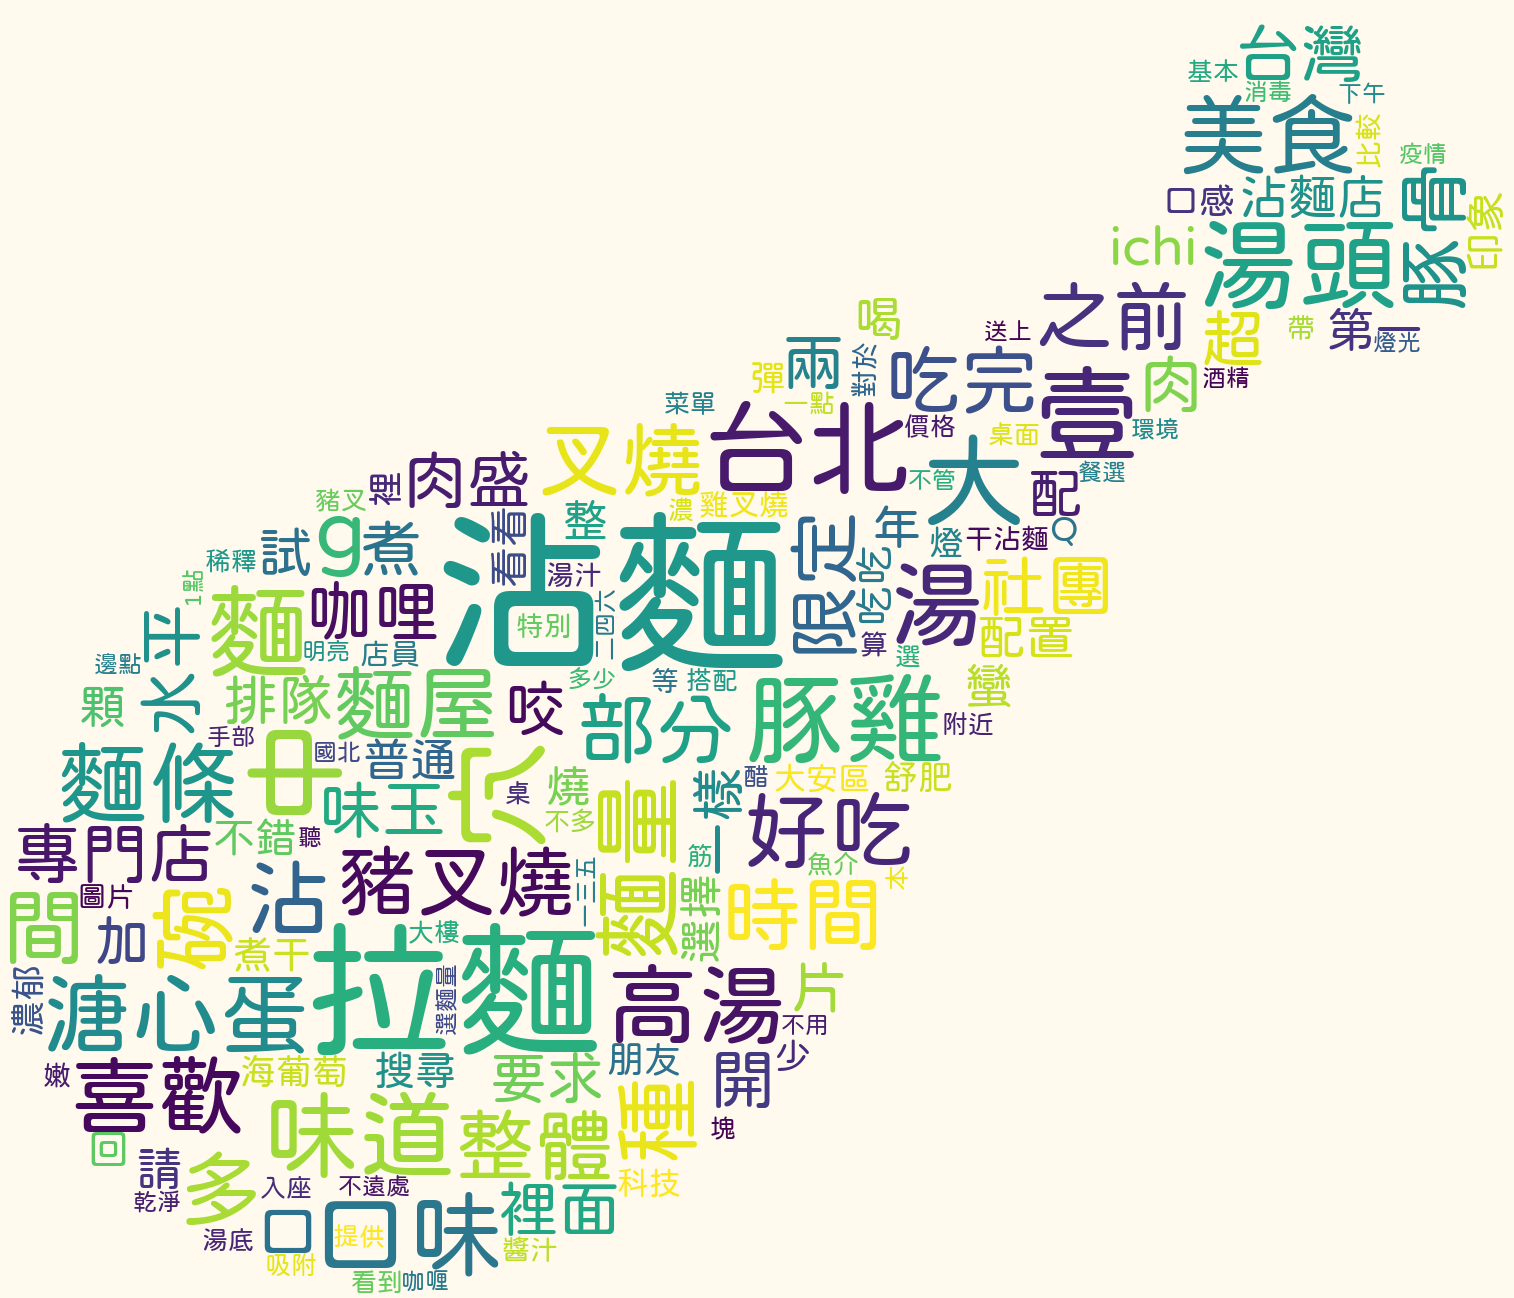 台灣
基本
消毒
下午
美食
比較
疫情
口感
沾麵店
豚骨
印象
ichi
湯頭
之前
超
帶
第一
燈光
喝
送上
兩
對於
吃完
肉
酒精
彈
一點
壹
菜單
台北
價格
桌面
環境
叉燒
大
餐選
裡
肉盛
不管
配
豬叉
濃
雞叉燒
試
g
煮
看看
整
限定
年
燈
干沾麵
Q
稀釋
沾麵
吃吃
湯汁
湯
社團
1點
麵
咖哩
特別
二四六
配置
水平
明亮
店員
算
選
邊點
多少
等
搭配
蠻
顆
排隊
麵屋
咬
部分
豚雞
附近
手部
麵條
中
國北
普通
穴
燒
一樣
醋
大安區
舒肥
味玉
桌
不多
麵量
好吃
專門店
不錯
聽
筋
魚介
本
豬叉燒
一三五
圖片
沾
選擇
時間
間
加
碗
大樓
煮干
拉麵
濃郁
溏心蛋
選麵量
高湯
片
不用
嫩
喜歡
海葡萄
搜尋
要求
朋友
開
少
味道
整體
種
塊
回
請
多
乾淨
入座
不遠處
科技
裡面
湯底
口
口味
提供
醬汁
吸附
看到
咖喱